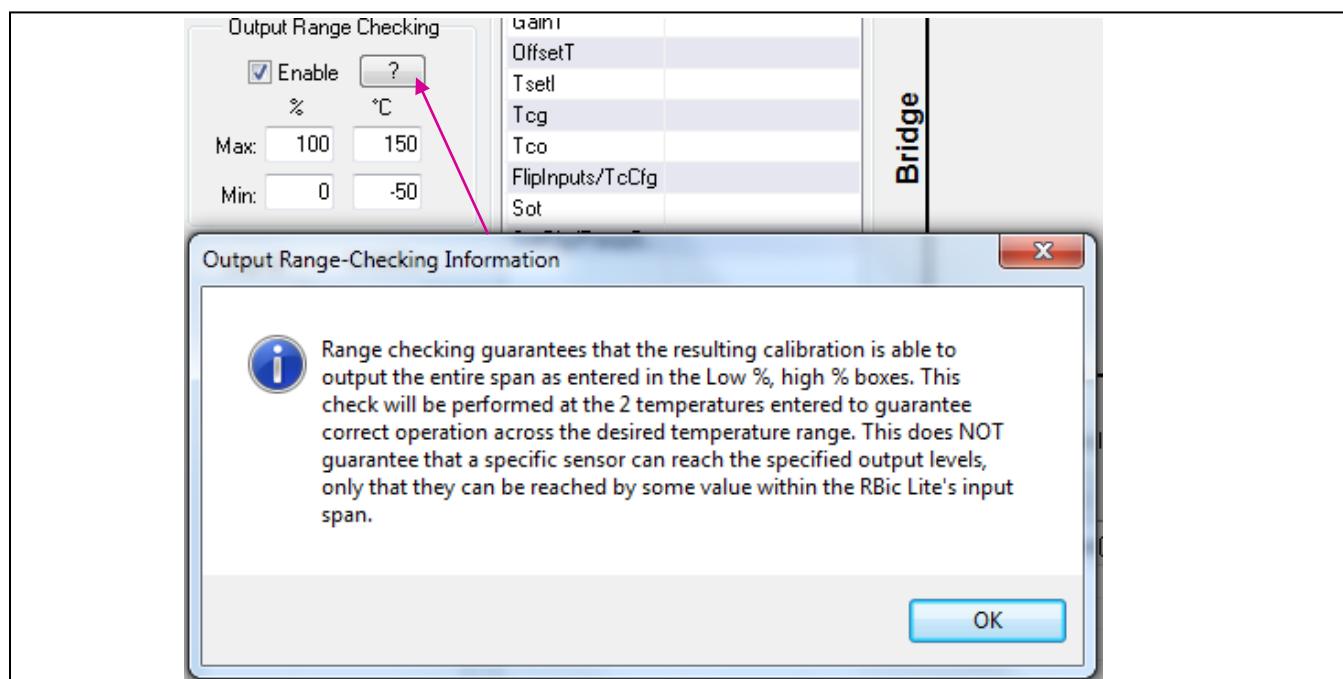 Output Range Checking
Enable ?
% °C
Max: 100 150
Min: 0 -50
GainT
OffsetT
Tsetl
Tcg
Tco
FlipInputs/TcCfg
Sot
Bridge
Output Range-Checking Information
Range checking guarantees that the resulting calibration is able to
output the entire span as entered in the Low %, high % boxes. This
check will be performed at the 2 temperatures entered to guarantee
correct operation across the desired temperature range. This does NOT
guarantee that a specific sensor can reach the specified output levels,
only that they can be reached by some value within the RBic Lite's input
span.
OK